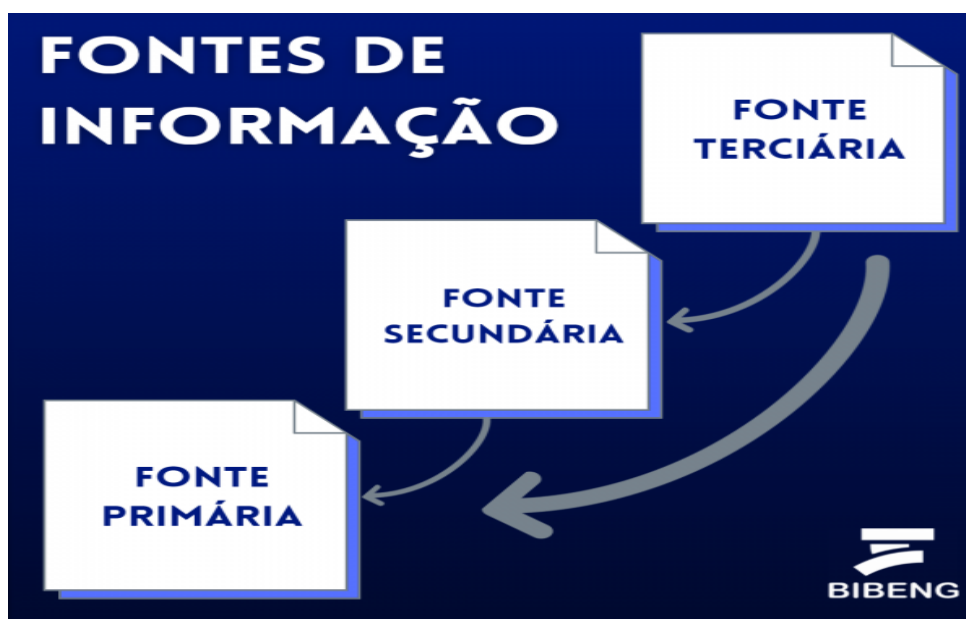 FONTES DE
INFORMAÇÃO
FONTE
TERCIÁRIA
FONTE
SECUNDÁRIA
FONTE
PRIMÁRIA
BIBENG